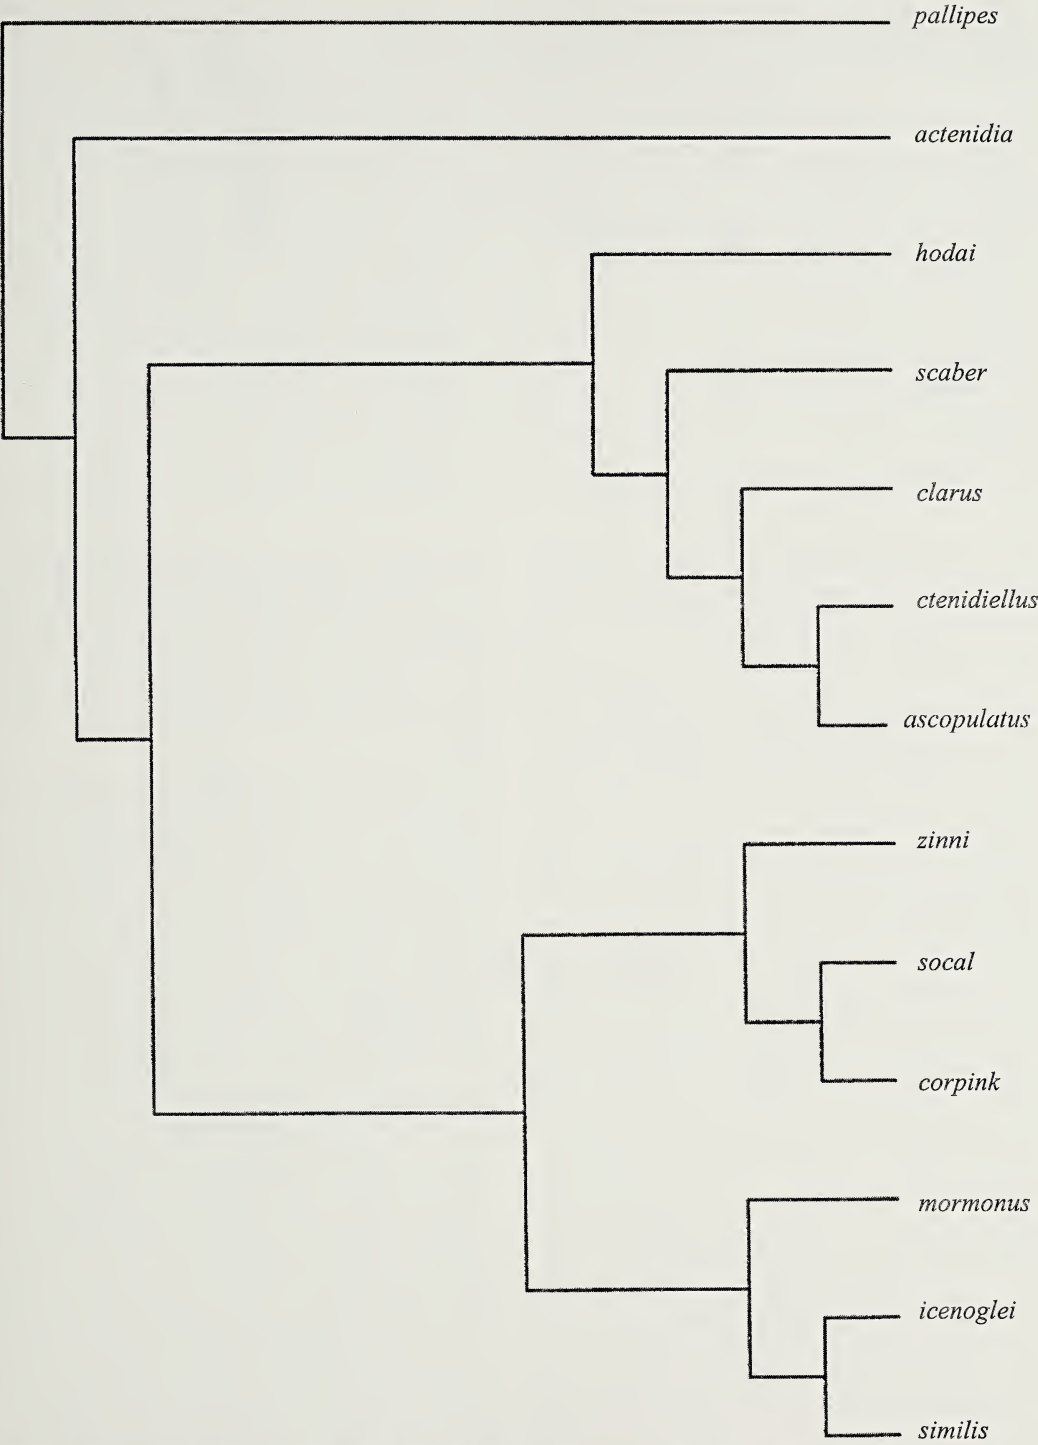 pallipes
actenidia
hodai
scaber
clarus
ctenidiellus
ascopulatus
zinni
socal
corpink
mormonus
icenoglei
similis